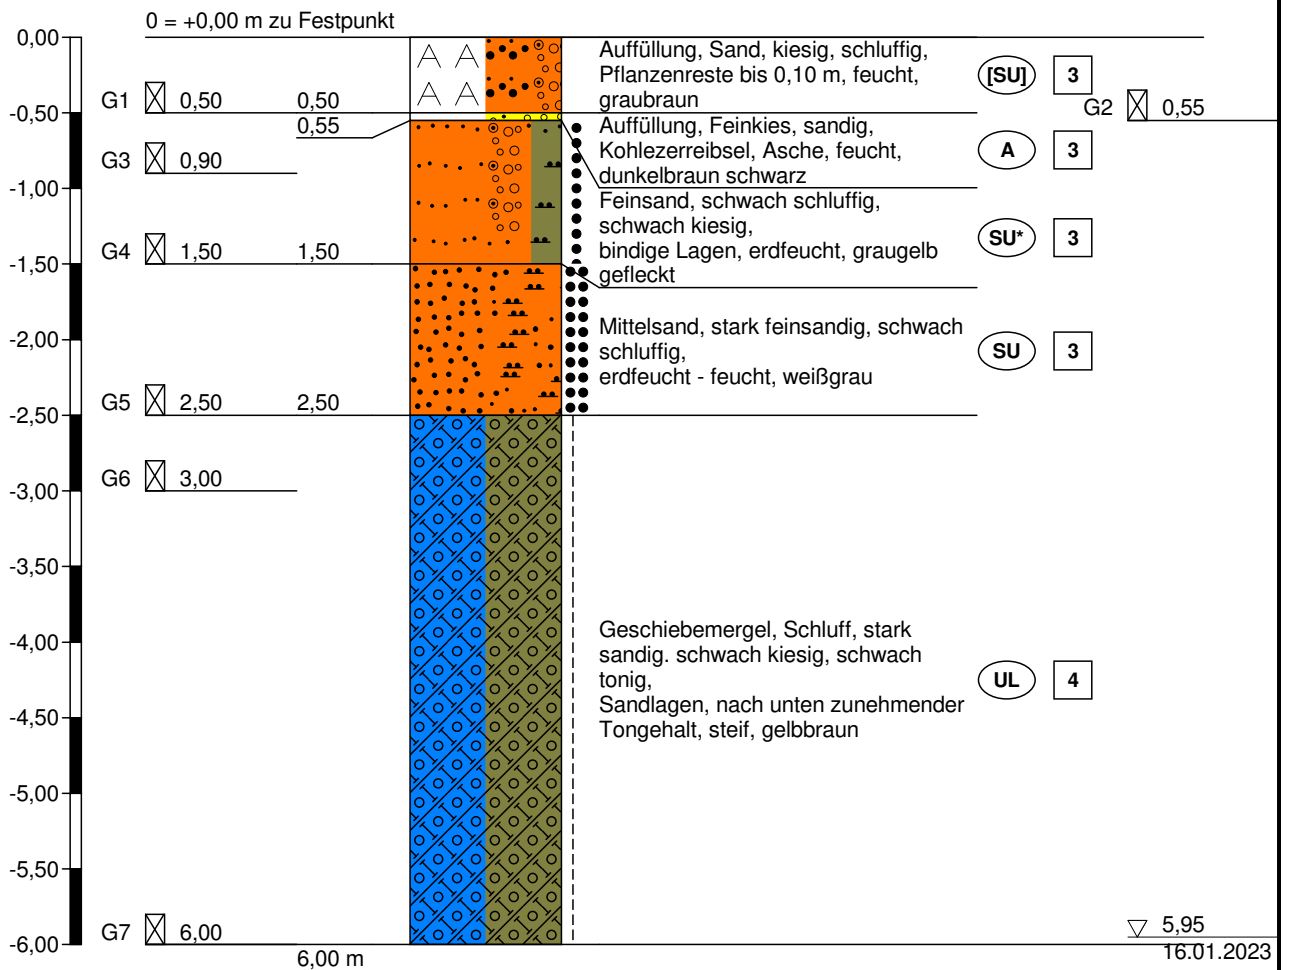 0 = +0,00 m zu Festpunkt
0,00
Auffüllung, Sand, kiesig, schluffig,
Pflanzenreste bis 0,10 m, feucht,
graubraun
[SU] 3
G1 0,50 0,50
G2 0,55
-0,50
0,55
Auffüllung, Feinkies, sandig,
Kohlezerreibsel, Asche, feucht,
dunkelbraun schwarz
A 3
G3 0,90
-1,00
Feinsand, schwach schluffig,
schwach kiesig,
bindige Lagen, erdfeucht, graugelb
gefleckt
SU* 3
G4 1,50 1,50
-1,50
Mittelsand, stark feinsandig, schwach
schluffig,
erdfeucht - feucht, weißgrau
SU 3
-2,00
G5 2,50 2,50
-2,50
G6 3,00
-3,00
-3,50
Geschiebemergel, Schluff, stark
sandig. schwach kiesig, schwach
tonig,
Sandlagen, nach unten zunehmender
Tongehalt, steif, gelbbraun
UL 4
-4,00
-4,50
-5,00
-5,50
G7 6,00
5,95
-6,00
16.01.2023
6,00 m